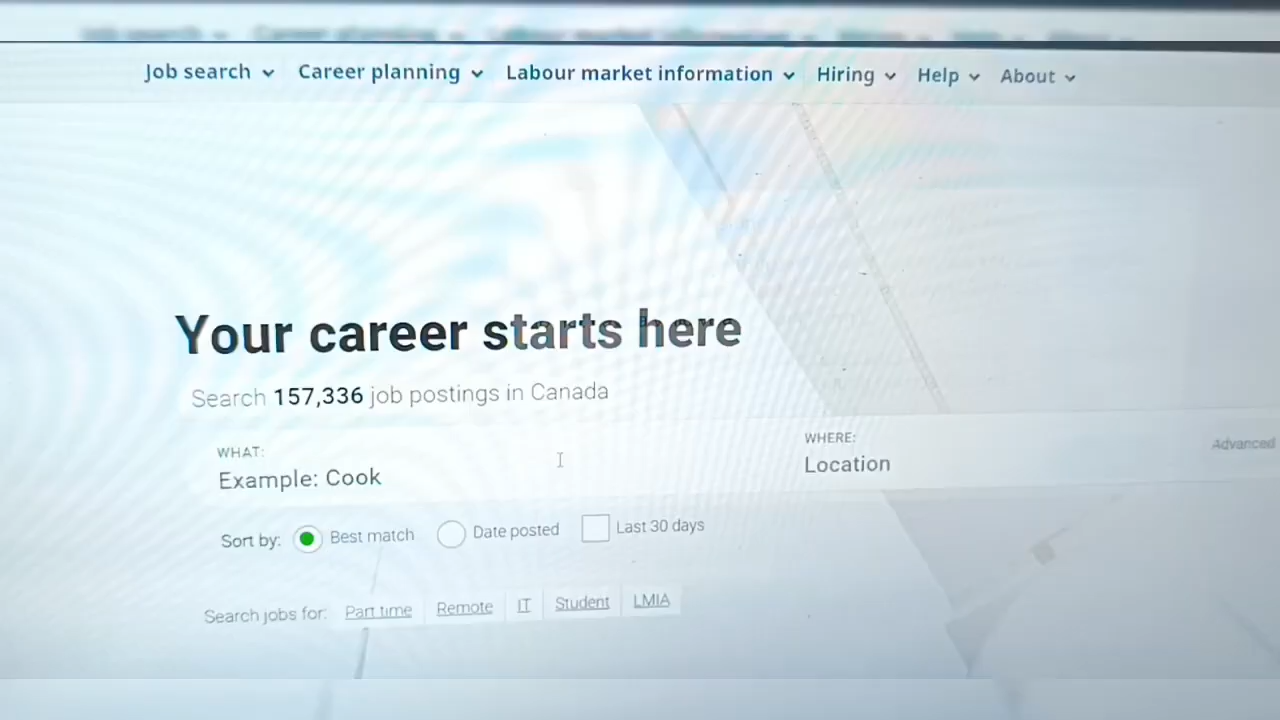 Job search Career planning Labour market information Hiring Help About
Your career starts here
Search 157,336 job postings in Canada
WHAT:
Example: Cook
WHERE:
Location
Advanced
Sort by: Best match Date posted Last 30 days
Search jobs for: Part time Remote IT Student LMIA